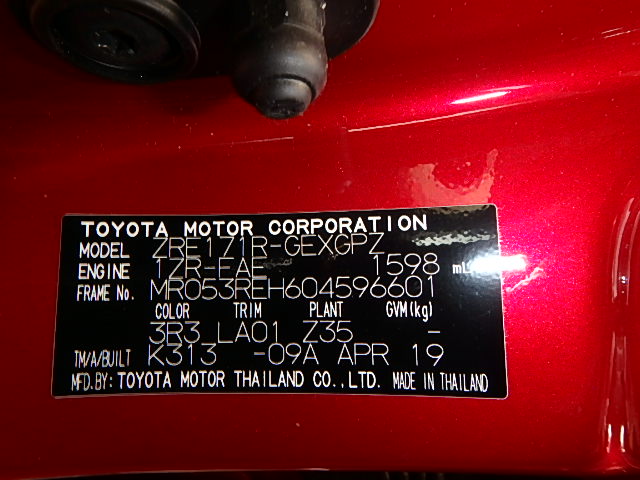 TOYOTA MOTOR CORPORATION
MODEL ZRE171R-GEXGPZ
ENGINE 1ZR-FAE 1598 mL
FRAME No. MR053REH604596601
COLOR TRIM PLANT GVM(kg)
3R3 LA01 Z35 -
TM/A/BUILT K313 -09A APR 19
MFD.BY: TOYOTA MOTOR THAILAND CO.,LTD. MADE IN THAILAND